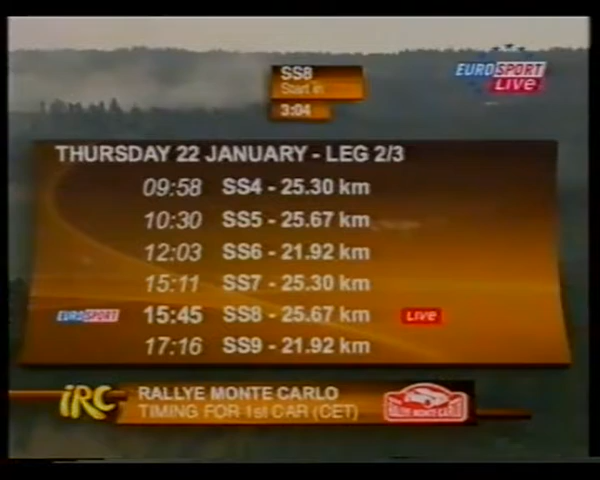 SS8
Start in
3:04
EUROSPORT
LIVE
THURSDAY 22 JANUARY - LEG 2/3
09:58 SS4 - 25.30 km
10:30 SS5 - 25.67 km
12:03 SS6 - 21.92 km
15:11 SS7 - 25.30 km
EUROSPORT 15:45 SS8 - 25.67 km LIVE
17:16 SS9 - 21.92 km
iRC
RALLYE MONTE CARLO
TIMING FOR 1st CAR (CET)
RALLYE MONTE-CARLO